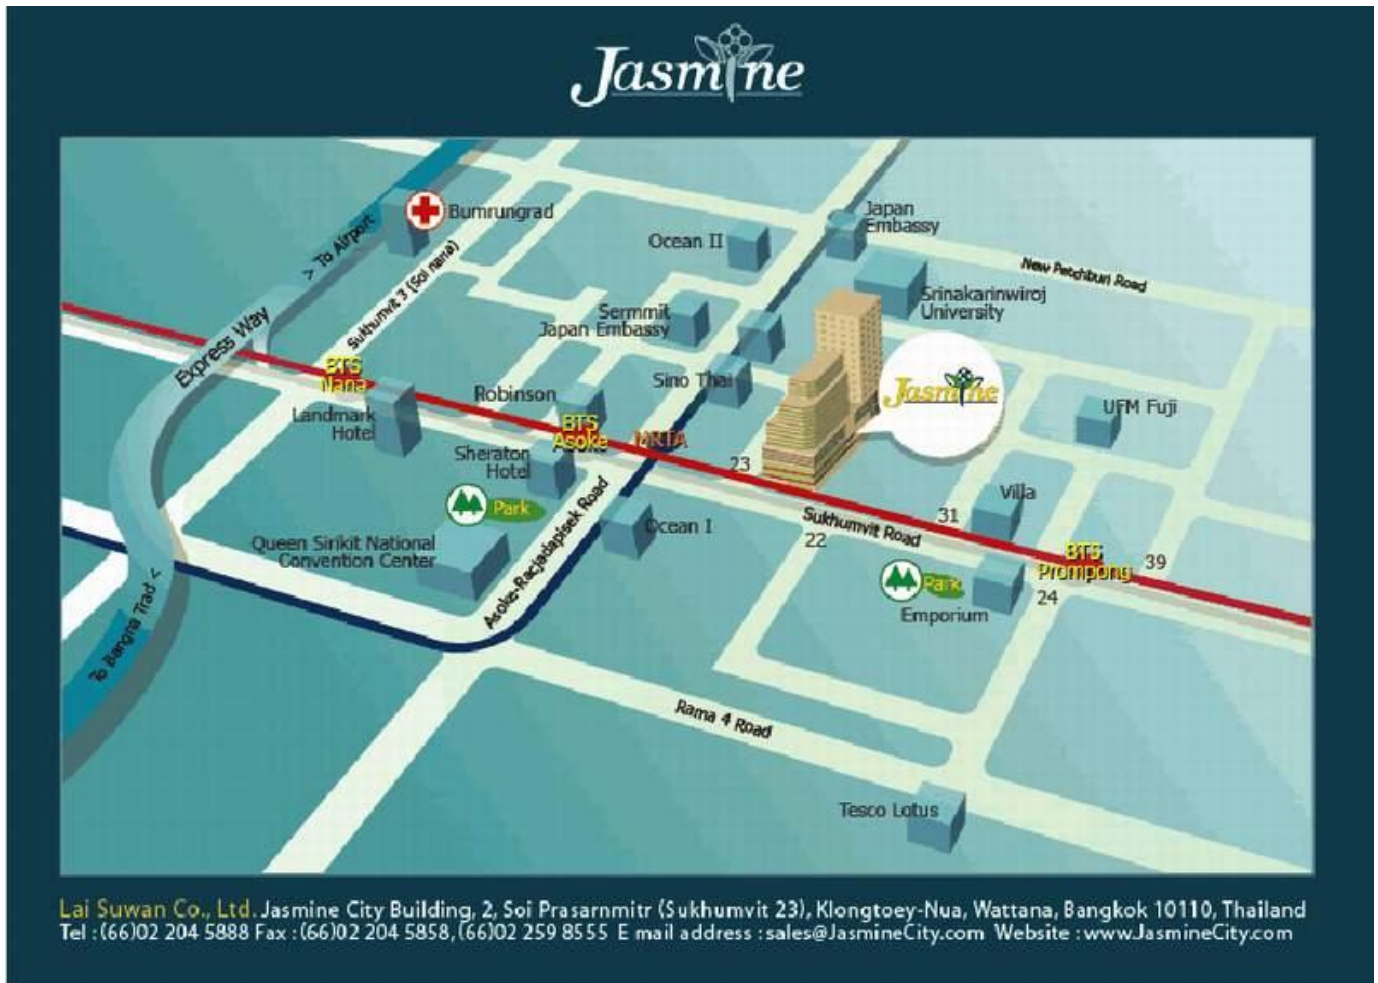 Jasmine
Bumrungrad
> To Airport
Japan
Embassy
Ocean II
Sukhumvit 3 (Soi nana)
New Petchburi Road
Srinakarinwiroj
University
Sermmit
Japan Embassy
Express Way
BTS
Nana
Sino Thai
Jasmine
Robinson
Landmark
Hotel
UFM Fuji
BTS
Asoke
Asoke
MRTA
Sheraton
Hotel
23
Park
Villa
Ocean I
31
Sukhumvit Road
22
Queen Sirikit National
Convention Center
Asoke-Racjadapisek Road
BTS
Prompong
39
Park
24
Emporium
To Bangna Trad <
Rama 4 Road
Tesco Lotus
Lai Suwan Co., Ltd. Jasmine City Building, 2, Soi Prasarnmitr (Sukhumvit 23), Klongtoey-Nua, Wattana, Bangkok 10110, Thailand
Tel :(66)02 204 5888 Fax :(66)02 204 5858, (66)02 259 8555 E mail address :sales@JasmineCity.com Website :www.JasmineCity.com